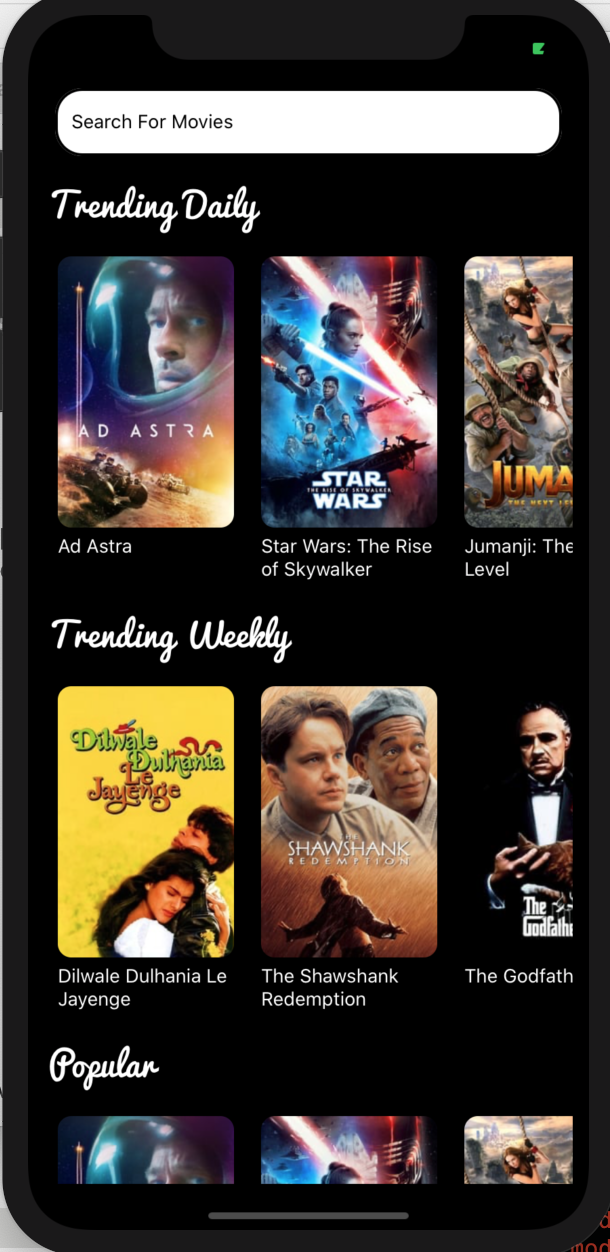 Search For Movies
Trending Daily
AD ASTRA
STAR
THE RISE OF SKYWALKER
WARS
JUMA
THE NEXT LE
Ad Astra
Star Wars: The Rise
of Skywalker
Jumanji: The
Level
Trending Weekly
Dilwale
Dulhania
Le
Jayenge
THE
SHAWSHANK
REDEMPTION
The
Godfath
Dilwale Dulhania Le
Jayenge
The Shawshank
Redemption
The Godfath
Popular